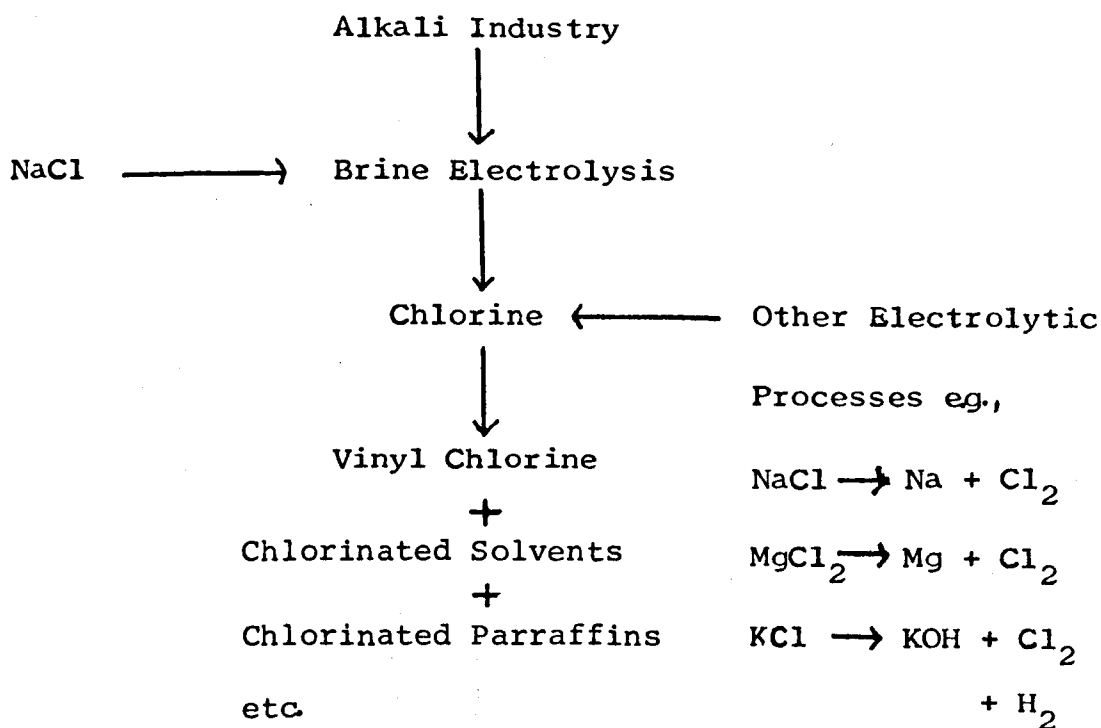 Alkali Industry
NaCl → Brine Electrolysis
Chlorine ← Other Electrolytic
Processes e.g.,
Vinyl Chlorine
NaCl → Na + Cl₂
+
Chlorinated Solvents
MgCl₂ → Mg + Cl₂
+
Chlorinated Parraffins
KCl → KOH + Cl₂
etc.
+ H₂